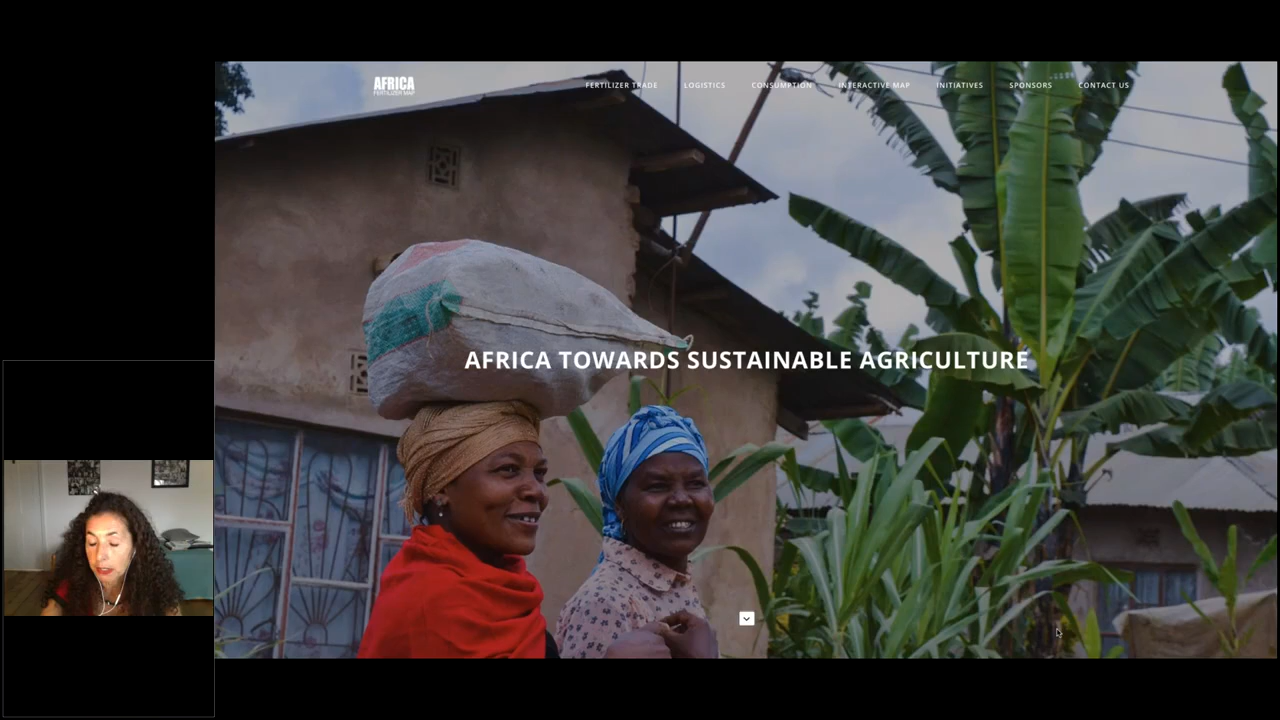 AFRICA
FERTILIZER MAP
FERTILIZER TRADE LOGISTICS CONSUMPTION INTERACTIVE MAP INITIATIVES SPONSORS CONTACT US
AFRICA TOWARDS SUSTAINABLE AGRICULTURE